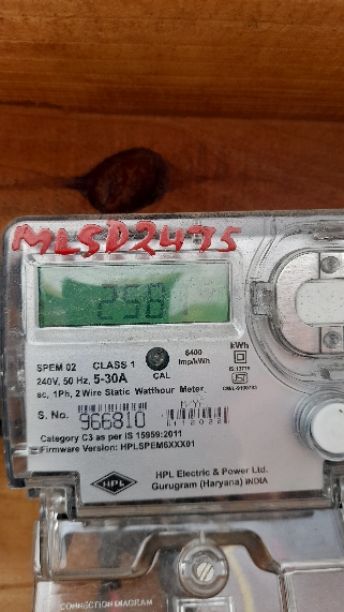 MLSD2475
258
SPEM 02 CLASS 1
6400
imp/kWh
kWh
CAL
IS 13779
240V, 50 Hz, 5-30A
ac, 1Ph, 2 Wire Static Watthour Meter
S. No.
966810
Category C3 as per IS 15959:2011
Firmware Version: HPLSPEM6XXX01
HPL
HPL Electric & Power Ltd.
Gurugram (Haryana) INDIA
CONNECTION DIAGRAM